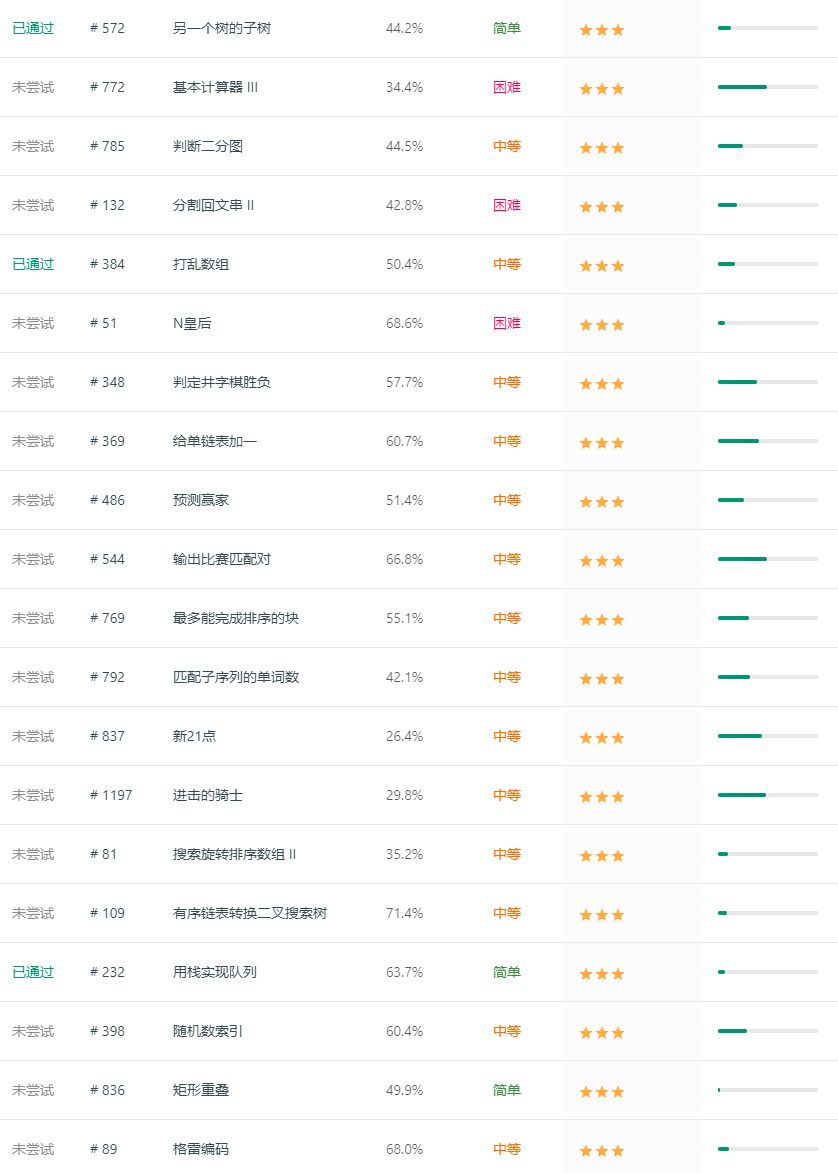 已通过 # 572 另一个树的子树 44.2% 简单
未尝试 # 772 基本计算器 III 34.4% 困难
未尝试 # 785 判断二分图 44.5% 中等
未尝试 # 132 分割回文串 II 42.8% 困难
已通过 # 384 打乱数组 50.4% 中等
未尝试 # 51 N皇后 68.6% 困难
未尝试 # 348 判定井字棋胜负 57.7% 中等
未尝试 # 369 给单链表加一 60.7% 中等
未尝试 # 486 预测赢家 51.4% 中等
未尝试 # 544 输出比赛匹配对 66.8% 中等
未尝试 # 769 最多能完成排序的块 55.1% 中等
未尝试 # 792 匹配子序列的单词数 42.1% 中等
未尝试 # 837 新21点 26.4% 中等
未尝试 # 1197 进击的骑士 29.8% 中等
未尝试 # 81 搜索旋转排序数组 II 35.2% 中等
未尝试 # 109 有序链表转换二叉搜索树 71.4% 中等
已通过 # 232 用栈实现队列 63.7% 简单
未尝试 # 398 随机数索引 60.4% 中等
未尝试 # 836 矩形重叠 49.9% 简单
未尝试 # 89 格雷编码 68.0% 中等